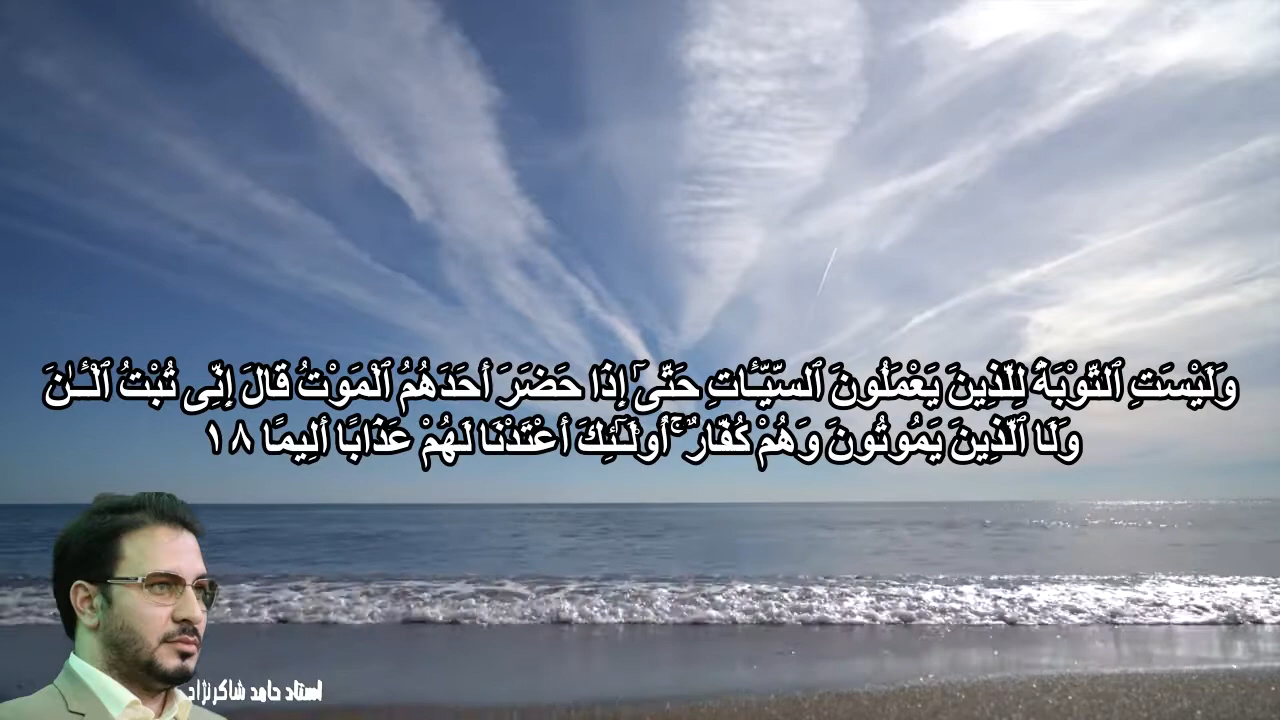 وَلَيْسَتِ ٱلتَّوْبَةُ لِلَّذِينَ يَعْمَلُونَ ٱلسَّيِّـَٔاتِ حَتَّىٰٓ إِذَا حَضَرَ أَحَدَهُمُ ٱلْمَوْتُ قَالَ إِنِّى تُبْتُ ٱلْـَٔـٰنَ
وَلَا ٱلَّذِينَ يَمُوتُونَ وَهُمْ كُفَّارٌ ۚ أُو۟لَـٰٓئِكَ أَعْتَدْنَا لَهُمْ عَذَابًا أَلِيمًا ١٨
استاد حامد شاکرنژاد